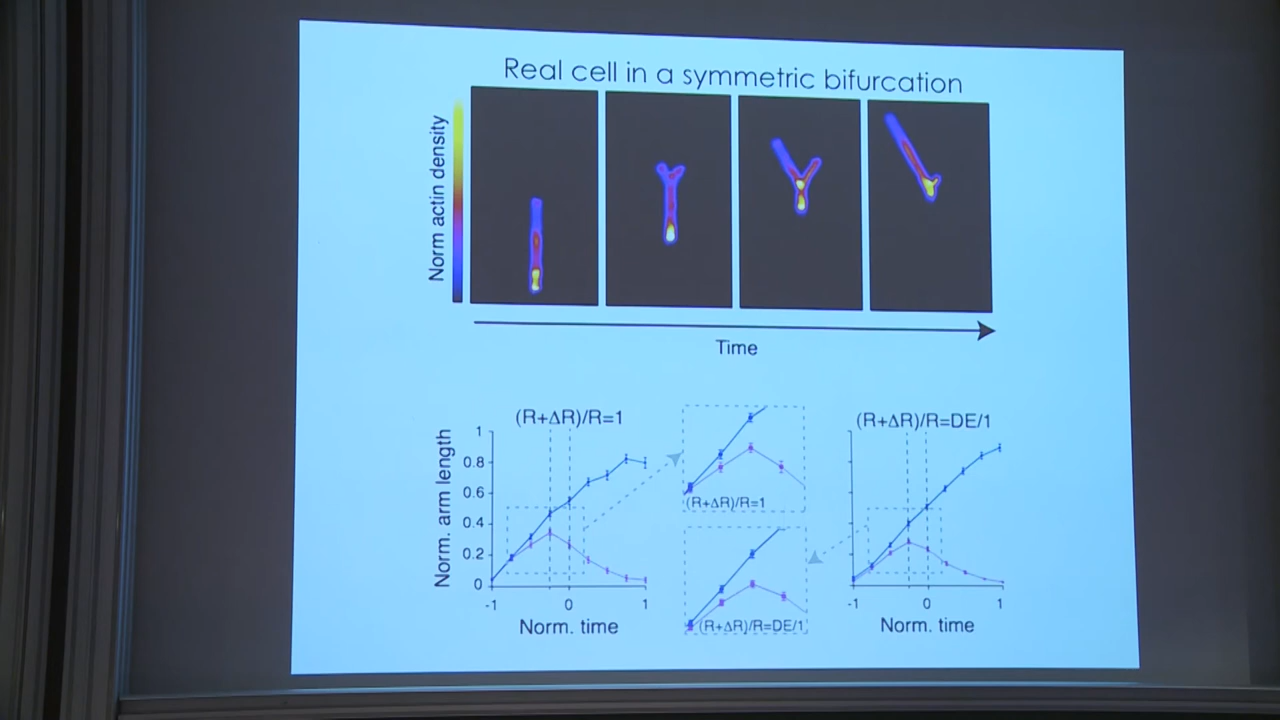 Real cell in a symmetric bifurcation
Norm actin density
Time
(R+ΔR)/R=1
Norm. arm length
1
0.8
0.6
0.4
0.2
0
-1 0 1
Norm. time
(R+ΔR)/R=1
(R+ΔR)/R=DE/1
(R+ΔR)/R=DE/1
-1 0 1
Norm. time